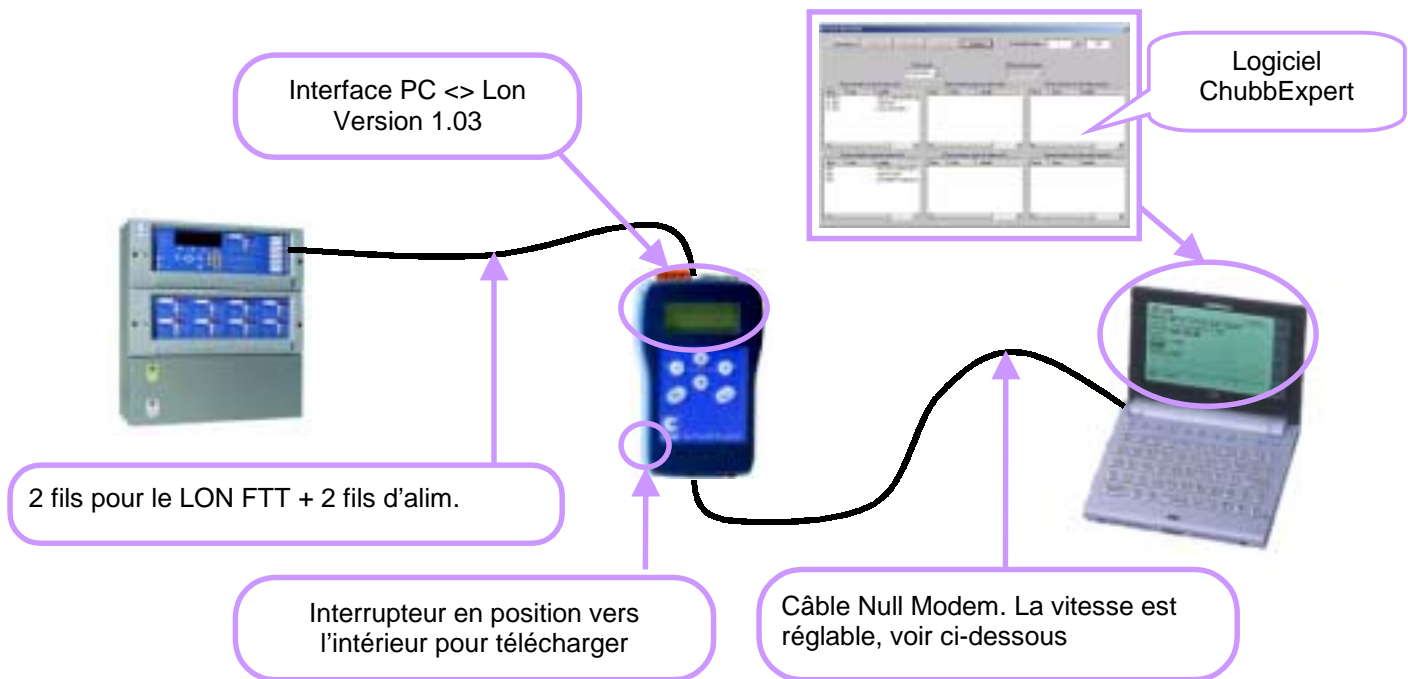 Interface PC <> Lon
Version 1.03
Logiciel
ChubbExpert
2 fils pour le LON FTT + 2 fils d’alim.
Interrupteur en position vers
l’intérieur pour télécharger
Câble Null Modem. La vitesse est
réglable, voir ci-dessous